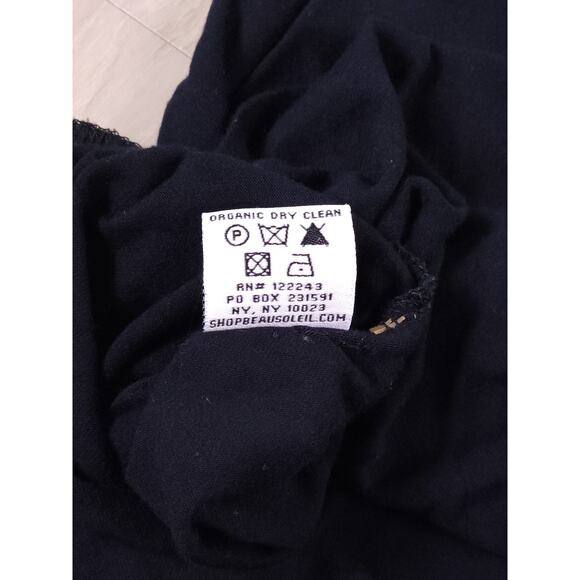 ORGANIC DRY CLEAN
P
RN# 122243
PO BOX 231591
NY, NY 10023
SHOPBEAUSOLEIL.COM